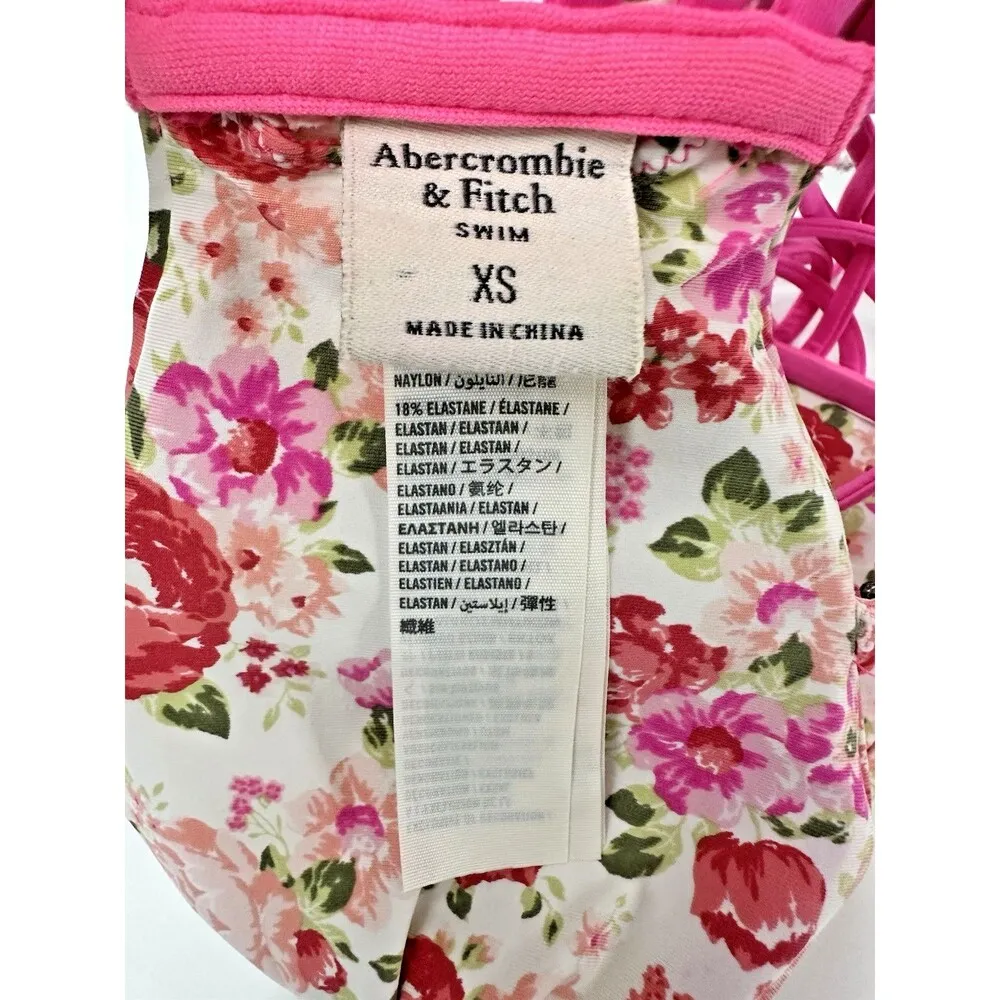 Abercrombie
& Fitch
SWIM
XS
MADE IN CHINA
NAYLON / النايلون / 尼龍
18% ELASTANE / ÉLASTANE /
ELASTAN / ELASTAAN /
ELASTAN / ELASTAN /
ELASTAN / エラスタン /
ELASTANO / 氨纶 /
ELASTAANIA / ELASTAN /
ΕΛΑΣΤΑΝΗ / 엘라스탄 /
ELASTAN / ELASZTÁN /
ELASTAN / ELASTANO /
ELASTIEN / ELASTANO /
ELASTAN / إيلاستين / 彈性
纖維